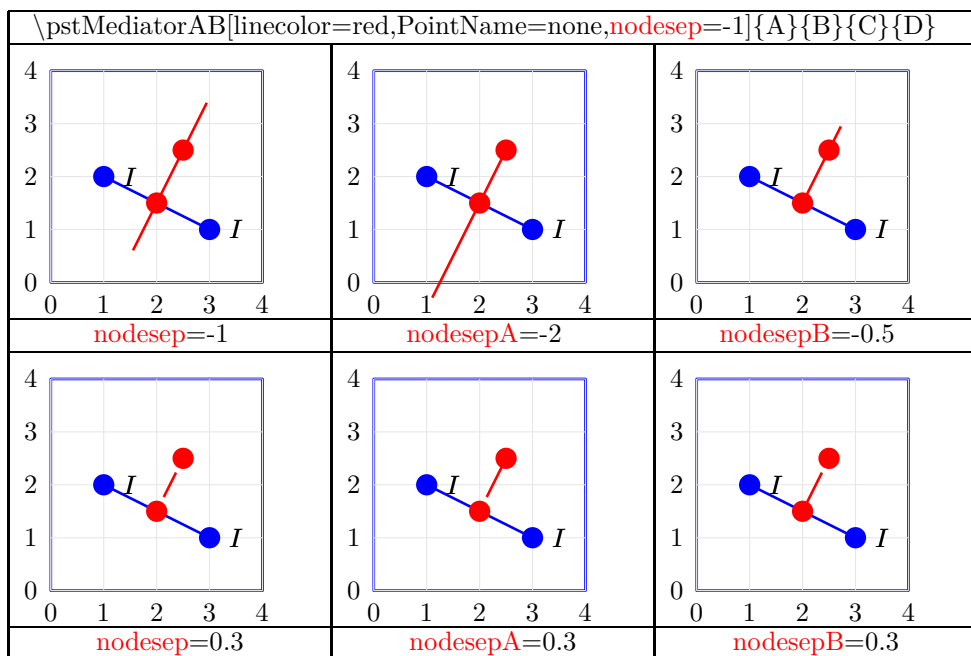 \pstMediatorAB[linecolor=red,PointName=none,nodesep=-1]{A}{B}{C}{D}
4 4 4
3 3 3
2 I 2 I 2 I
1 I 1 I 1 I
0 0 0
0 1 2 3 4 0 1 2 3 4 0 1 2 3 4
nodesep=-1 nodesepA=-2 nodesepB=-0.5
4 4 4
3 3 3
2 I 2 I 2 I
1 I 1 I 1 I
0 0 0
0 1 2 3 4 0 1 2 3 4 0 1 2 3 4
nodesep=0.3 nodesepA=0.3 nodesepB=0.3